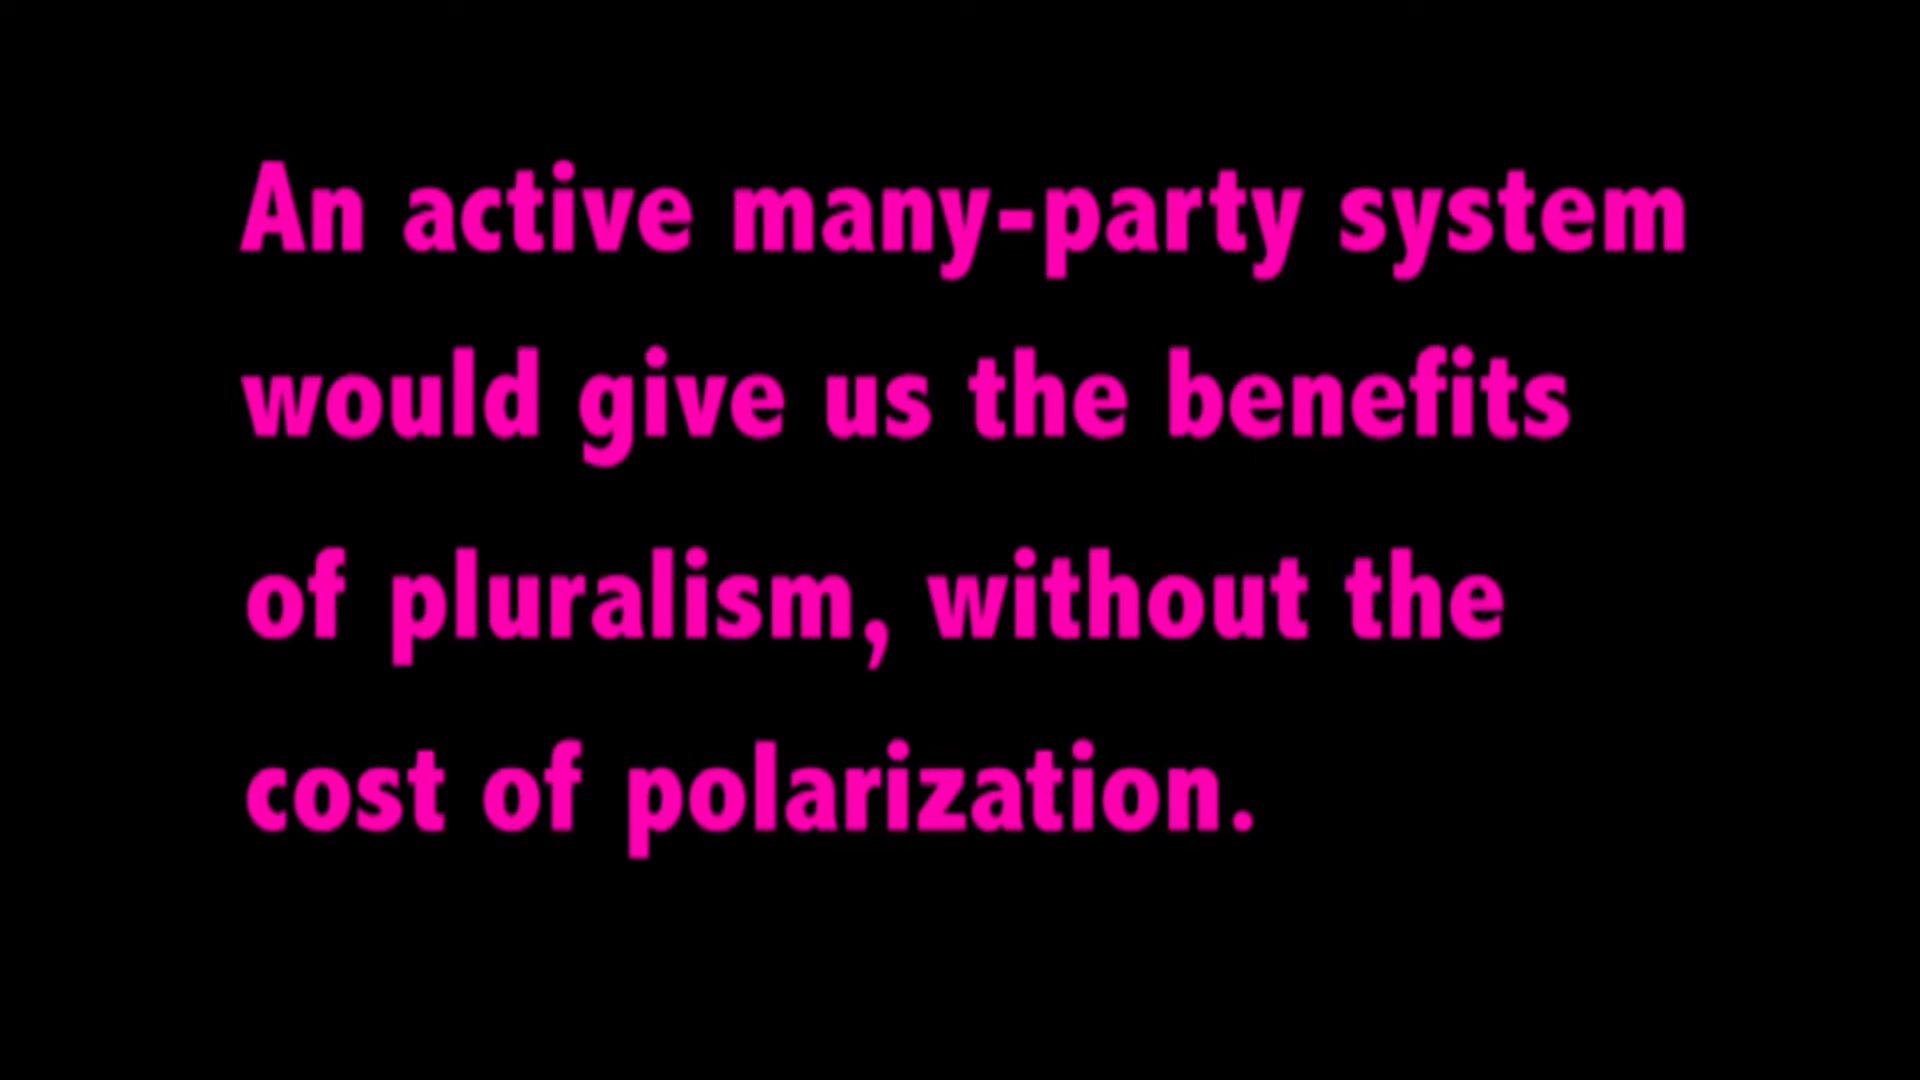 An active many-party system
would give us the benefits
of pluralism, without the
cost of polarization.